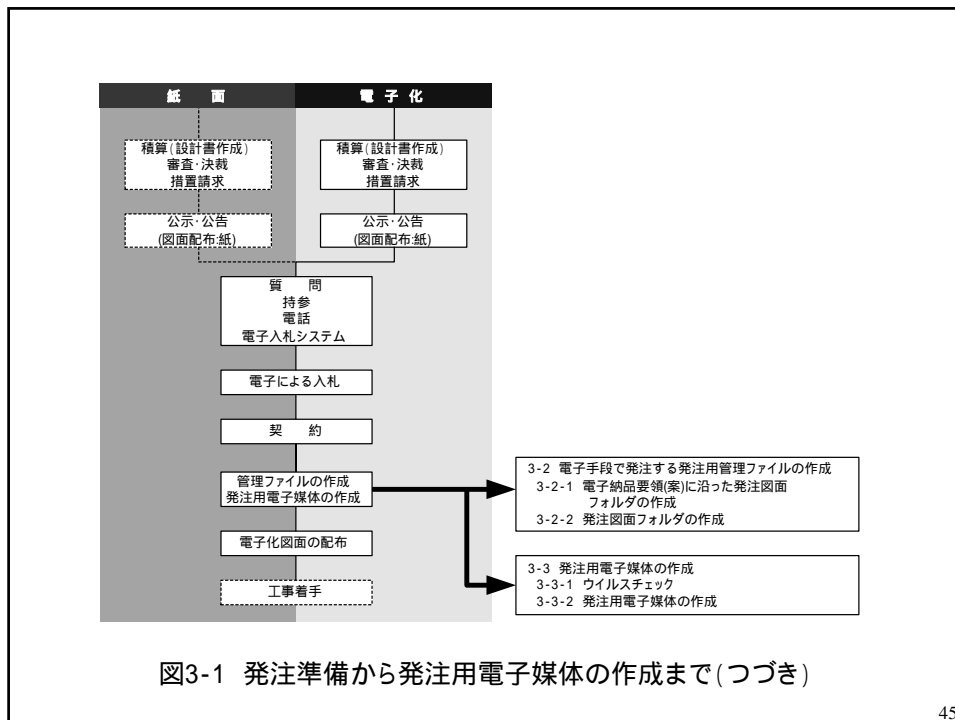 紙　面
電 子 化
積算(設計書作成)
審査･決裁
措置請求
積算(設計書作成)
審査･決裁
措置請求
公示･公告
(図面配布:紙)
公示･公告
(図面配布:紙)
質　問
持参
電話
電子入札システム
電子による入札
契　約
管理ファイルの作成
発注用電子媒体の作成
電子化図面の配布
工事着手
3-2 電子手段で発注する発注用管理ファイルの作成
3-2-1 電子納品要領(案)に沿った発注図面
フォルダの作成
3-2-2 発注図面フォルダの作成
3-3 発注用電子媒体の作成
3-3-1 ウイルスチェック
3-3-2 発注用電子媒体の作成
図3-1 発注準備から発注用電子媒体の作成まで(つづき)
45